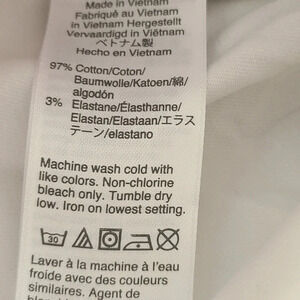 Made in Vietnam
Fabriqué au Vietnam
in Vietnam Hergestellt
Vervaardigd in Vietnam
ベトナム製
Hecho en Vietnam
97% Cotton/Coton/
Baumwolle/Katoen/綿/
algodón
3% Elastane/Élasthanne/
Elastan/Elastaan/エラス
テーン/elastano
Machine wash cold with
like colors. Non-chlorine
bleach only. Tumble dry
low. Iron on lowest setting.
30
Laver à la machine à l'eau
froide avec des couleurs
similaires. Agent de